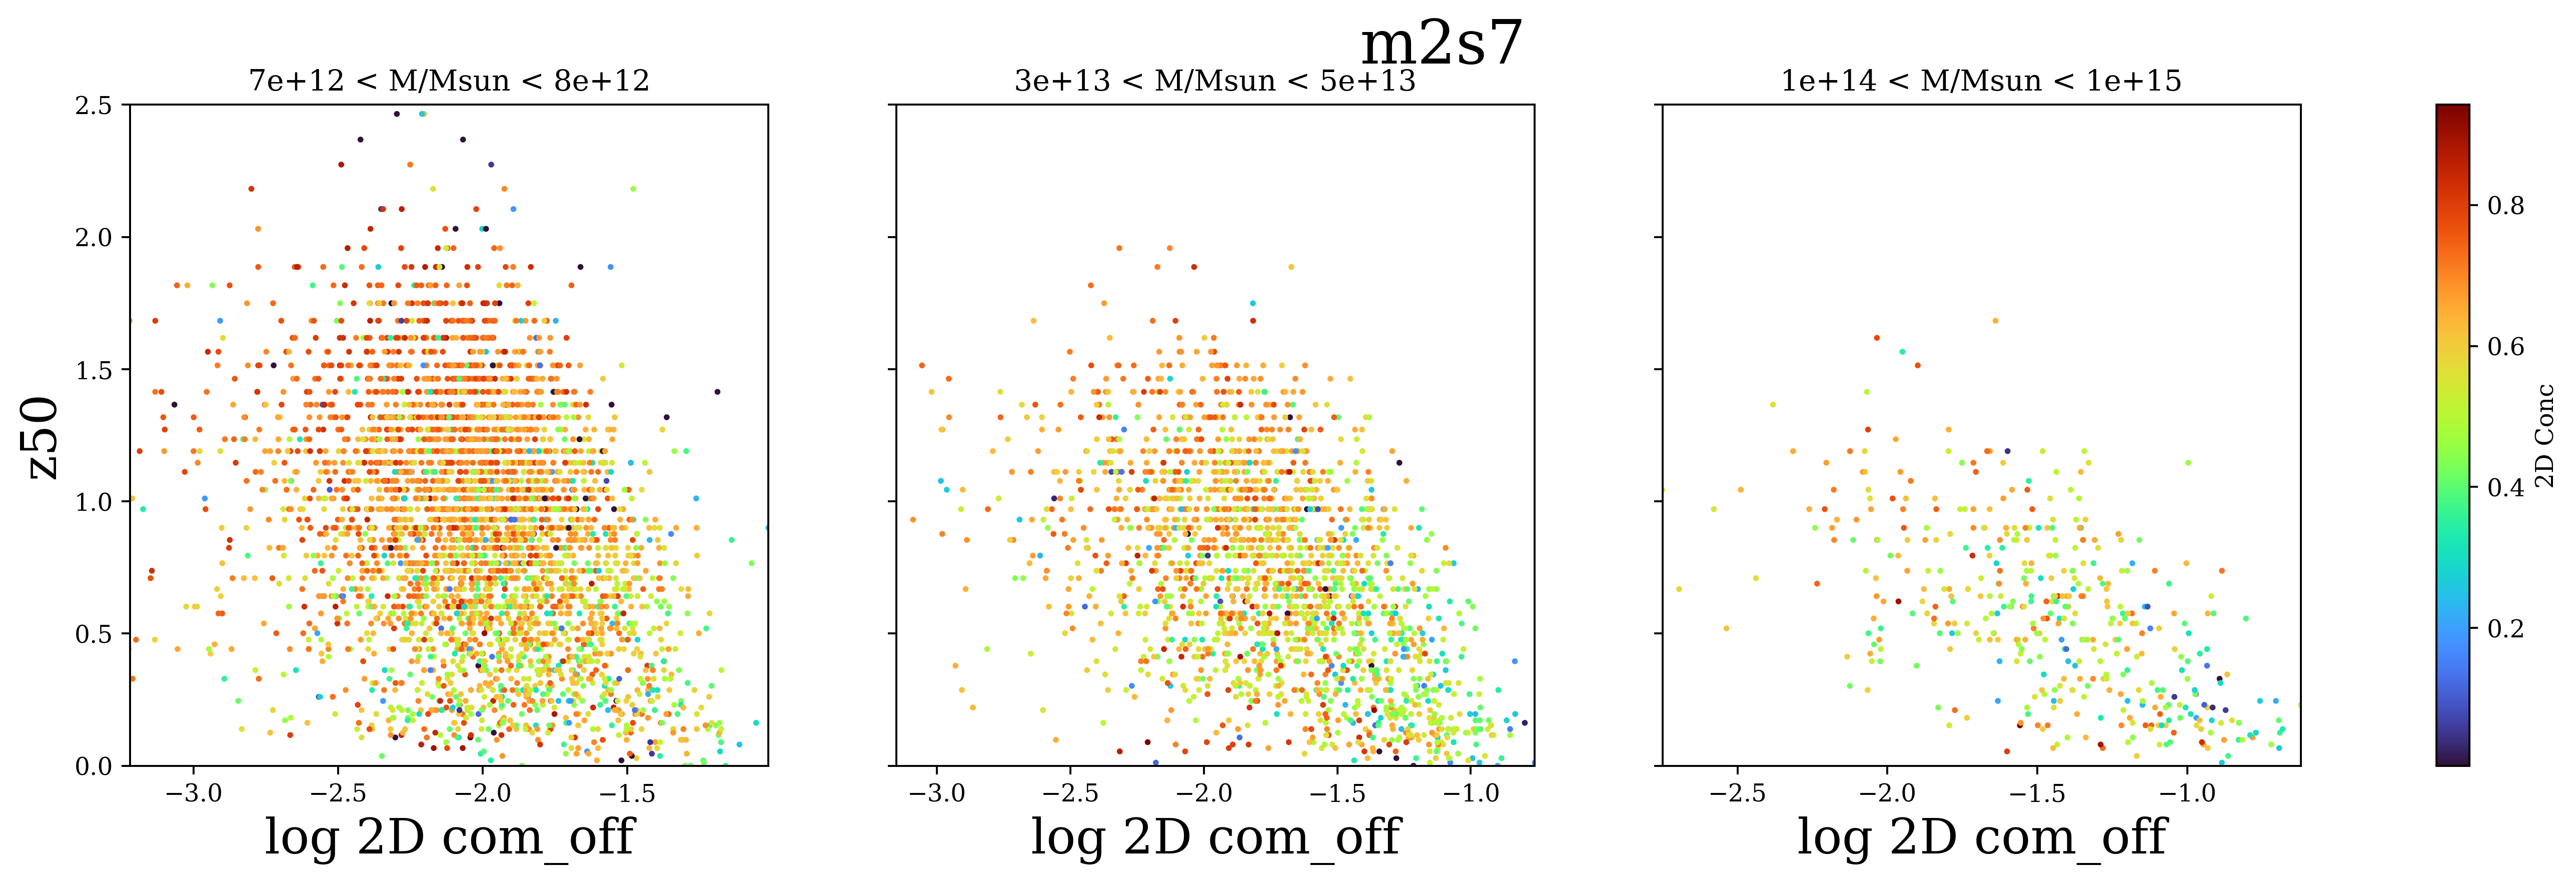 m2s7
7e+12 < M/Msun < 8e+12
3e+13 < M/Msun < 5e+13
1e+14 < M/Msun < 1e+15
z50
2.5
2.0
1.5
1.0
0.5
0.0
−3.0 −2.5 −2.0 −1.5
−3.0 −2.5 −2.0 −1.5 −1.0
−2.5 −2.0 −1.5 −1.0
log 2D com_off
log 2D com_off
log 2D com_off
0.8
0.6
0.4
0.2
2D Conc